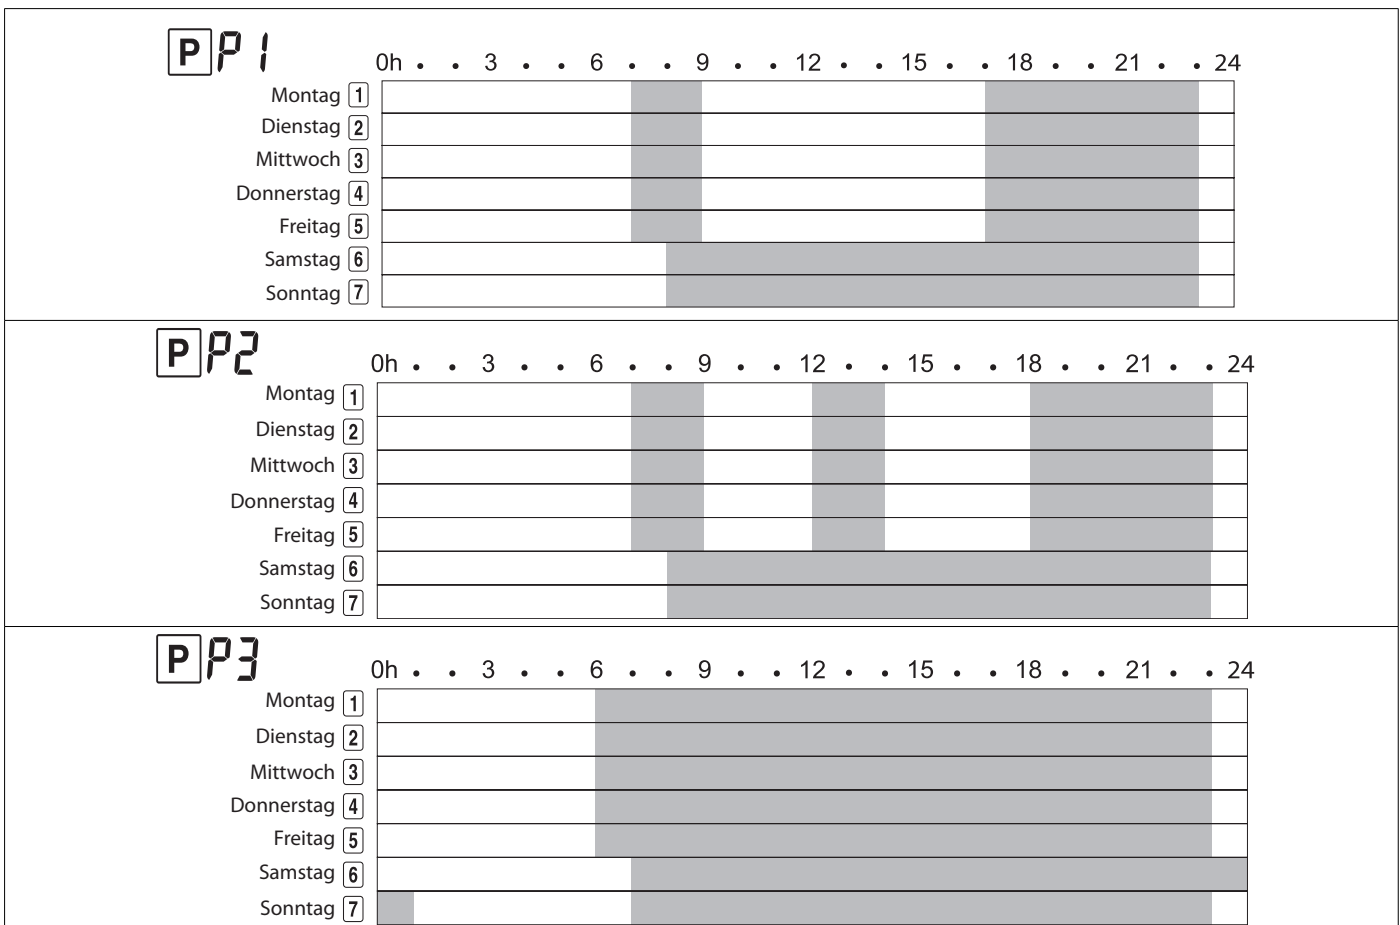 P P1
0h . . 3 . . 6 . . 9 . . 12 . . 15 . . 18 . . 21 . . 24
Montag 1
Dienstag 2
Mittwoch 3
Donnerstag 4
Freitag 5
Samstag 6
Sonntag 7
P P2
0h . . 3 . . 6 . . 9 . . 12 . . 15 . . 18 . . 21 . . 24
Montag 1
Dienstag 2
Mittwoch 3
Donnerstag 4
Freitag 5
Samstag 6
Sonntag 7
P P3
0h . . 3 . . 6 . . 9 . . 12 . . 15 . . 18 . . 21 . . 24
Montag 1
Dienstag 2
Mittwoch 3
Donnerstag 4
Freitag 5
Samstag 6
Sonntag 7